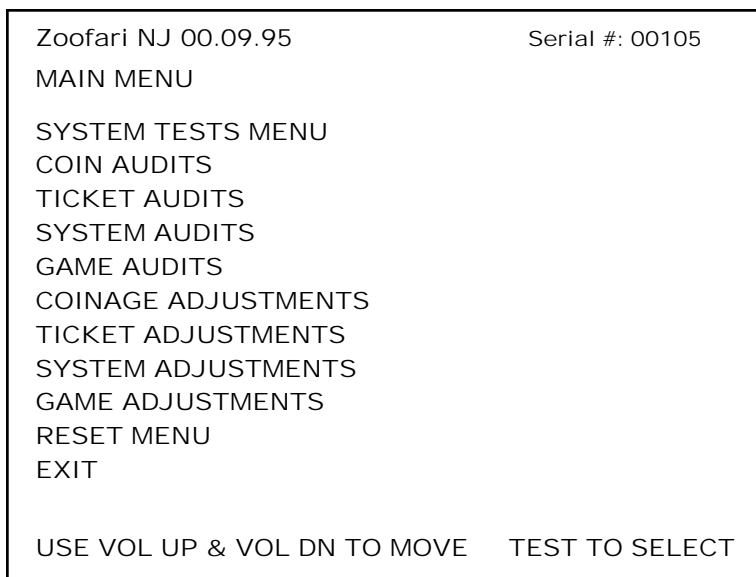 Zoofari NJ 00.09.95 Serial #: 00105
MAIN MENU
SYSTEM TESTS MENU
COIN AUDITS
TICKET AUDITS
SYSTEM AUDITS
GAME AUDITS
COINAGE ADJUSTMENTS
TICKET ADJUSTMENTS
SYSTEM ADJUSTMENTS
GAME ADJUSTMENTS
RESET MENU
EXIT
USE VOL UP & VOL DN TO MOVE TEST TO SELECT